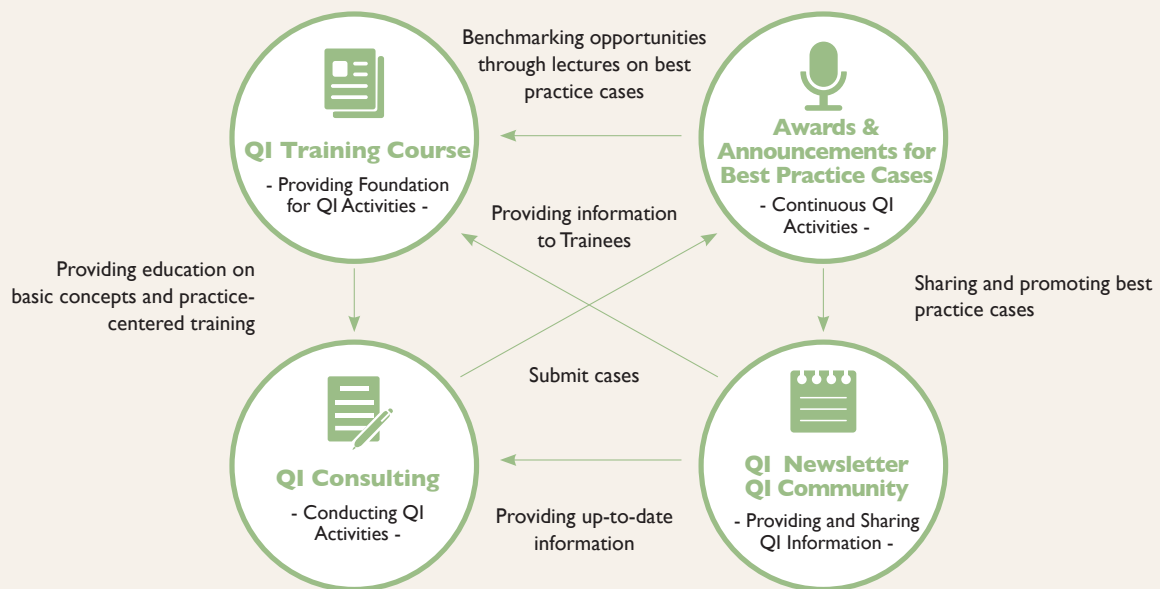 Benchmarking opportunities
through lectures on best
practice cases
QI Training Course
- Providing Foundation
for QI Activities -
Awards &
Announcements for
Best Practice Cases
- Continuous QI
Activities -
Providing information
to Trainees
Providing education on
basic concepts and practice-
centered training
Sharing and promoting best
practice cases
Submit cases
QI Consulting
- Conducting QI
Activities -
QI Newsletter
QI Community
- Providing and Sharing
QI Information -
Providing up-to-date
information